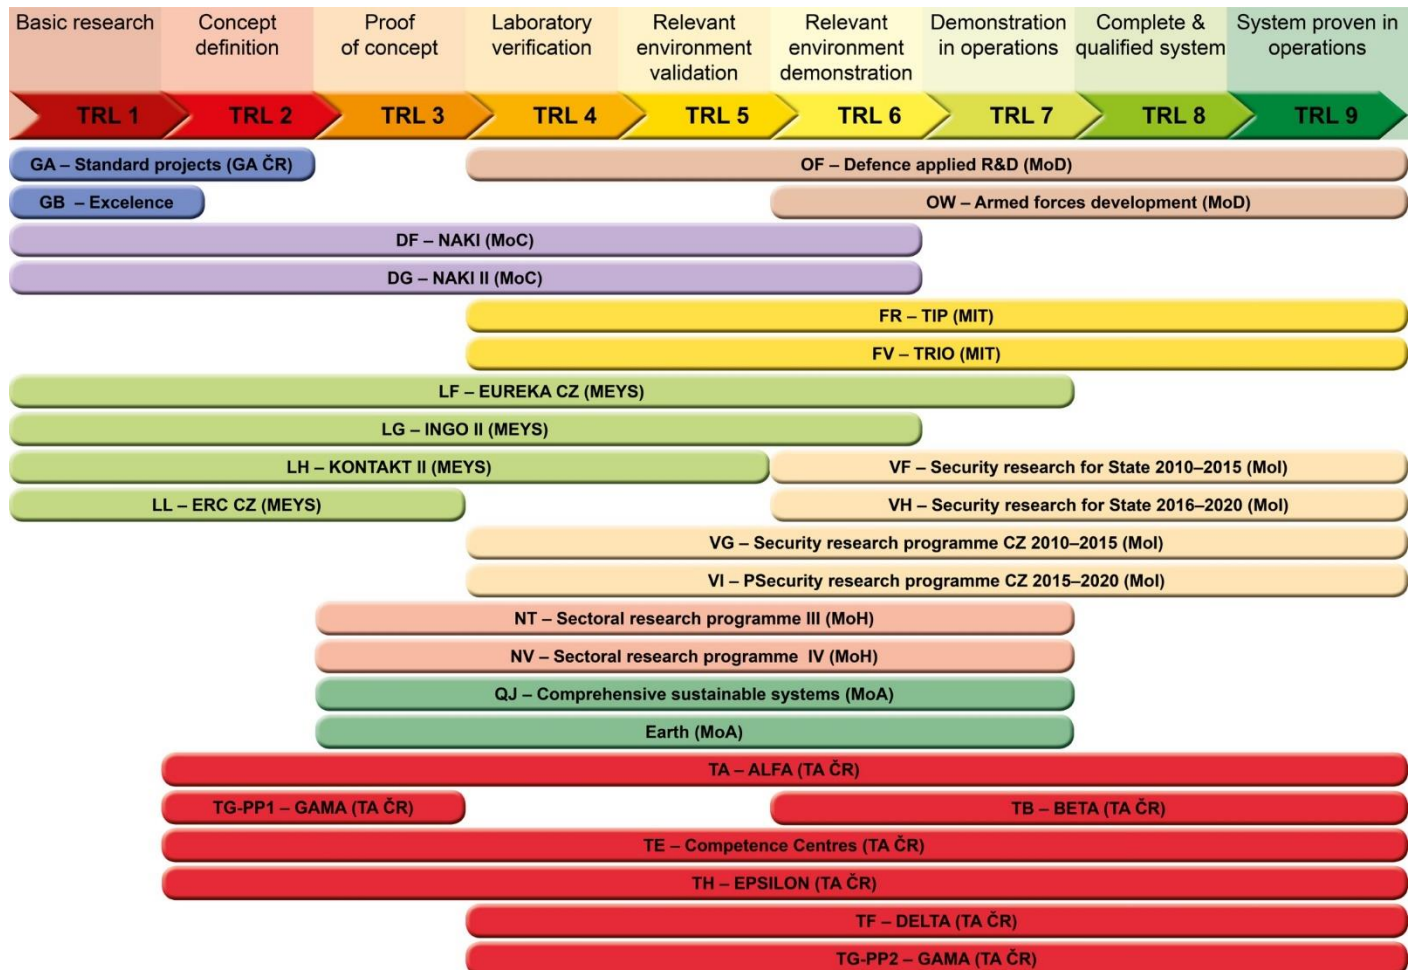 Basic research
Concept
definition
Proof
of concept
Laboratory
verification
Relevant
environment
validation
Relevant
environment
demonstration
Demonstration
in operations
Complete &
qualified system
System proven in
operations
TRL 1
TRL 2
TRL 3
TRL 4
TRL 5
TRL 6
TRL 7
TRL 8
TRL 9
GA – Standard projects (GA ČR)
OF – Defence applied R&D (MoD)
GB – Excelence
OW – Armed forces development (MoD)
DF – NAKI (MoC)
DG – NAKI II (MoC)
FR – TIP (MIT)
FV – TRIO (MIT)
LF – EUREKA CZ (MEYS)
LG – INGO II (MEYS)
LH – KONTAKT II (MEYS)
VF – Security research for State 2010–2015 (MoI)
LL – ERC CZ (MEYS)
VH – Security research for State 2016–2020 (MoI)
VG – Security research programme CZ 2010–2015 (MoI)
VI – PSecurity research programme CZ 2015–2020 (MoI)
NT – Sectoral research programme III (MoH)
NV – Sectoral research programme IV (MoH)
QJ – Comprehensive sustainable systems (MoA)
Earth (MoA)
TA – ALFA (TA ČR)
TG-PP1 – GAMA (TA ČR)
TB – BETA (TA ČR)
TE – Competence Centres (TA ČR)
TH – EPSILON (TA ČR)
TF – DELTA (TA ČR)
TG-PP2 – GAMA (TA ČR)